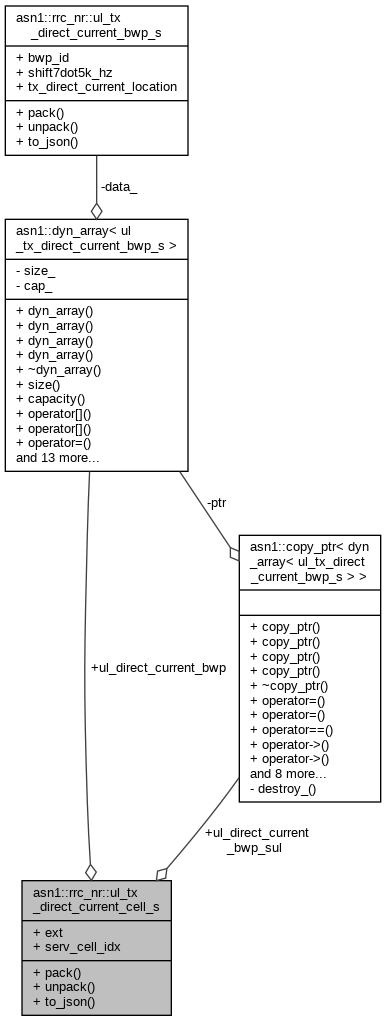 asn1::rrc_nr::ul_tx
_direct_current_bwp_s
+ bwp_id
+ shift7dot5k_hz
+ tx_direct_current_location
+ pack()
+ unpack()
+ to_json()
-data_
asn1::dyn_array< ul
_tx_direct_current_bwp_s >
- size_
- cap_
+ dyn_array()
+ dyn_array()
+ dyn_array()
+ dyn_array()
+ ~dyn_array()
+ size()
+ capacity()
+ operator[]()
+ operator[]()
+ operator=()
and 13 more...
-ptr
asn1::copy_ptr< dyn
_array< ul_tx_direct
_current_bwp_s > >
+ copy_ptr()
+ copy_ptr()
+ copy_ptr()
+ copy_ptr()
+ ~copy_ptr()
+ operator=()
+ operator=()
+ operator==()
+ operator->()
+ operator->()
and 8 more...
- destroy_()
+ul_direct_current_bwp
+ul_direct_current
_bwp_sul
asn1::rrc_nr::ul_tx
_direct_current_cell_s
+ ext
+ serv_cell_idx
+ pack()
+ unpack()
+ to_json()